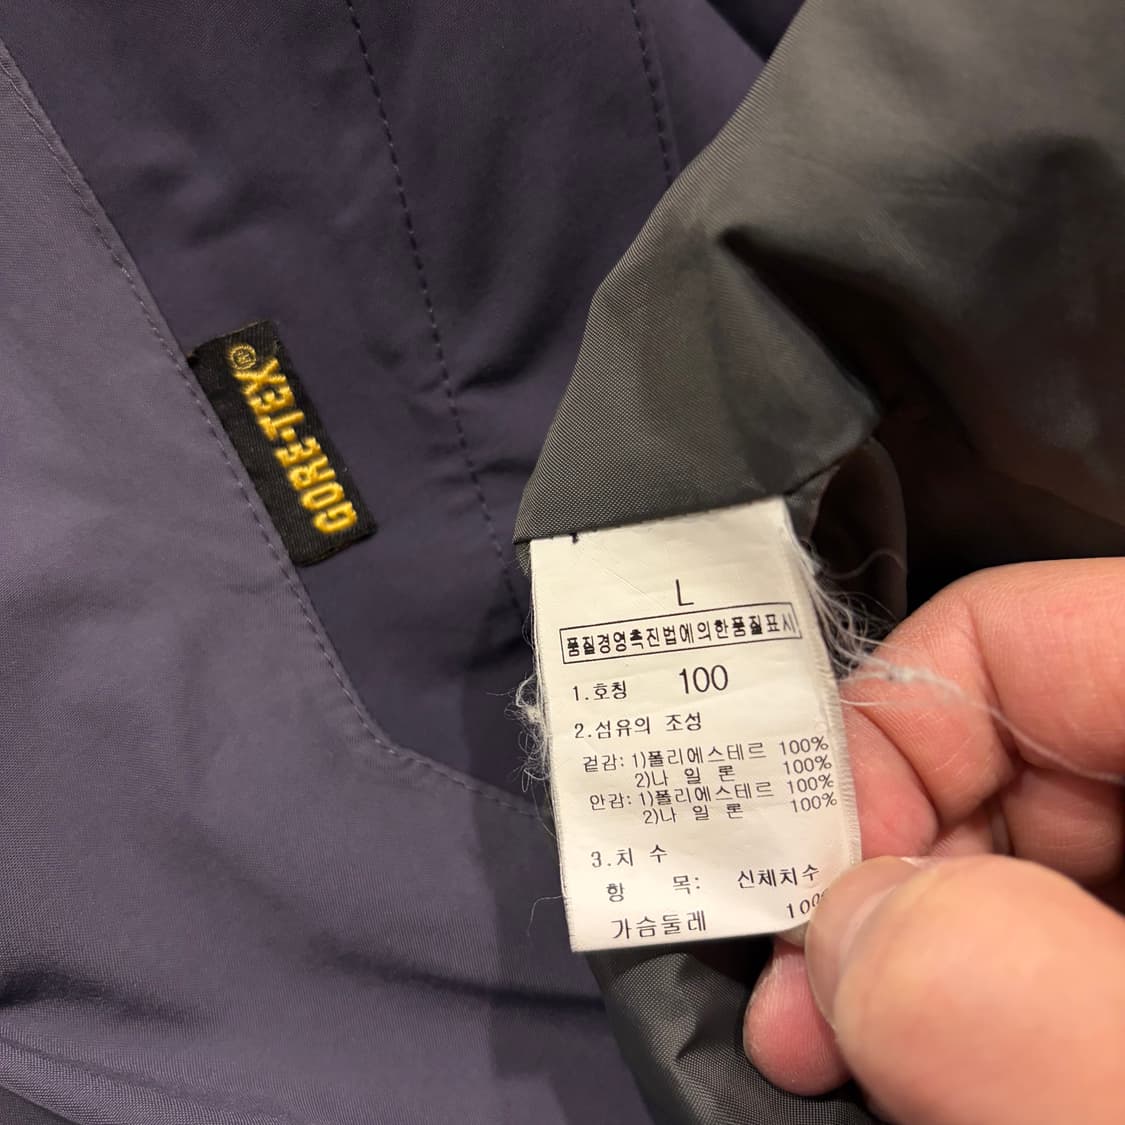 GORE-TEX®
L
품질경영촉진법에의한품질표시
1.호칭 100
2.섬유의 조성
겉감: 1)폴리에스테르 100%
2)나 일 론 100%
안감: 1)폴리에스테르 100%
2)나 일 론 100%
3.치 수
항 목: 신체치수
가슴둘레 100